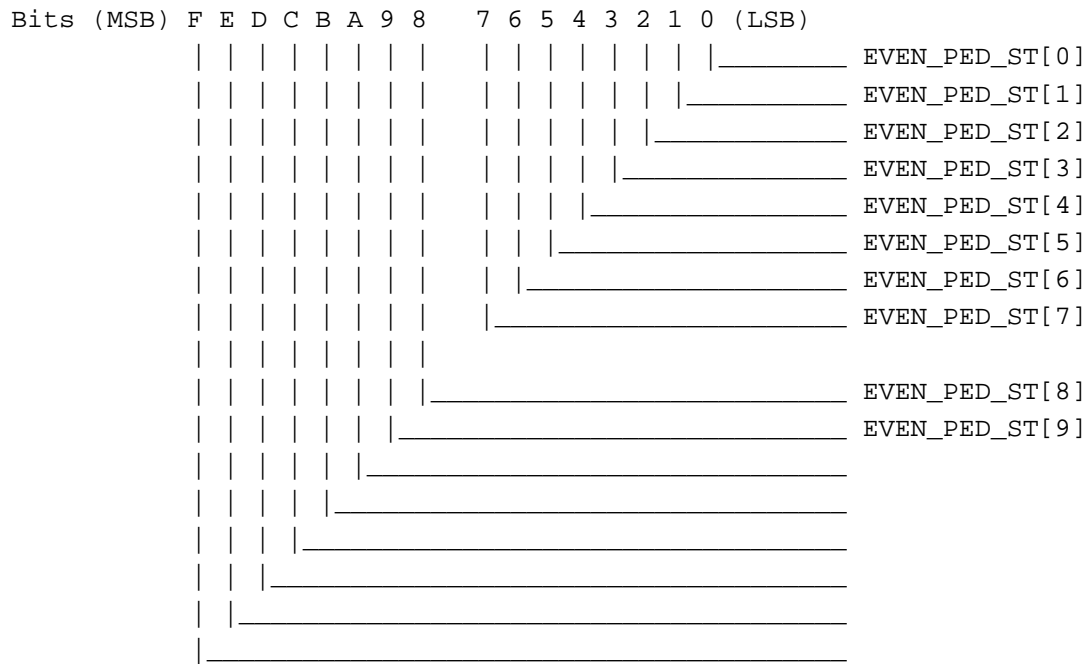 Bits (MSB) F E D C B A 9 8 7 6 5 4 3 2 1 0 (LSB)
EVEN_PED_ST[0]
EVEN_PED_ST[1]
EVEN_PED_ST[2]
EVEN_PED_ST[3]
EVEN_PED_ST[4]
EVEN_PED_ST[5]
EVEN_PED_ST[6]
EVEN_PED_ST[7]
EVEN_PED_ST[8]
EVEN_PED_ST[9]